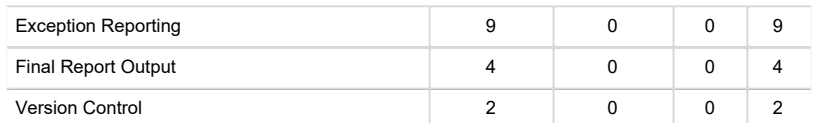 Exception Reporting 9 0 0 9
Final Report Output 4 0 0 4
Version Control 2 0 0 2